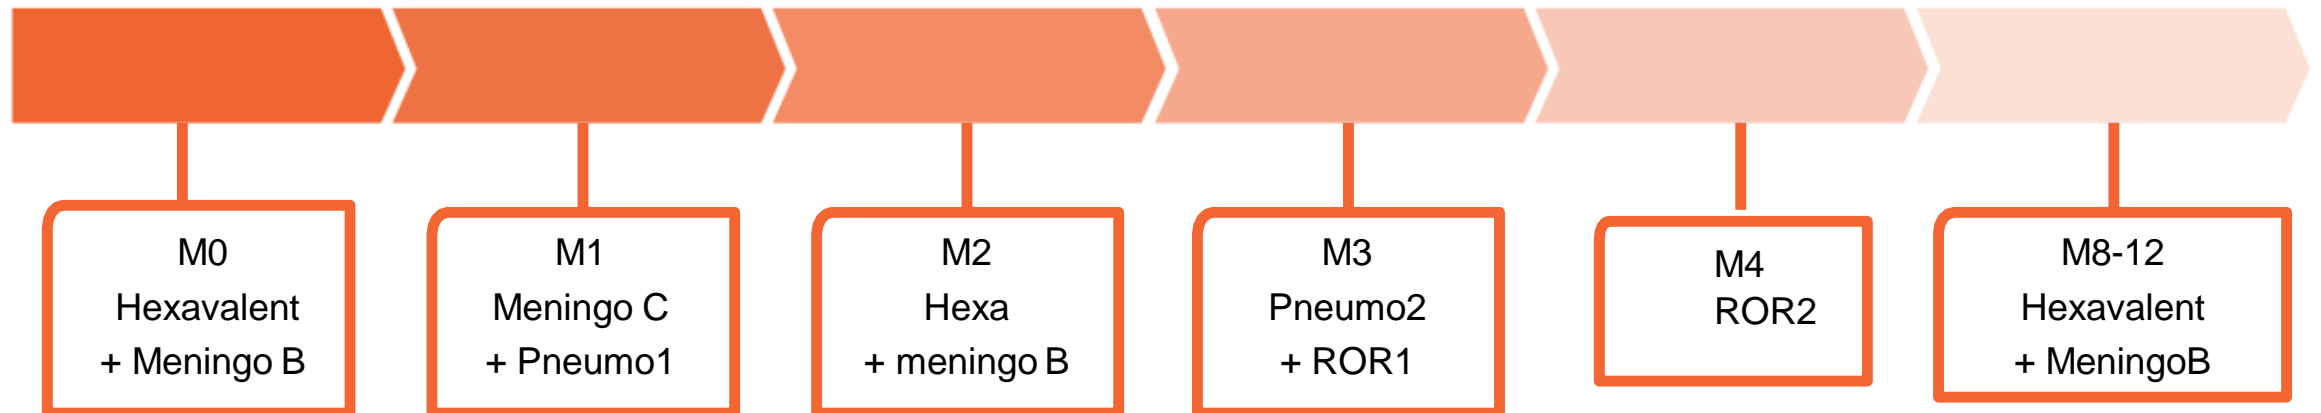 M0
Hexavalent
+ Meningo B
M1
Meningo C
+ Pneumo1
M2
Hexa
+ meningo B
M3
Pneumo2
+ ROR1
M4
ROR2
M8-12
Hexavalent
+ MeningoB